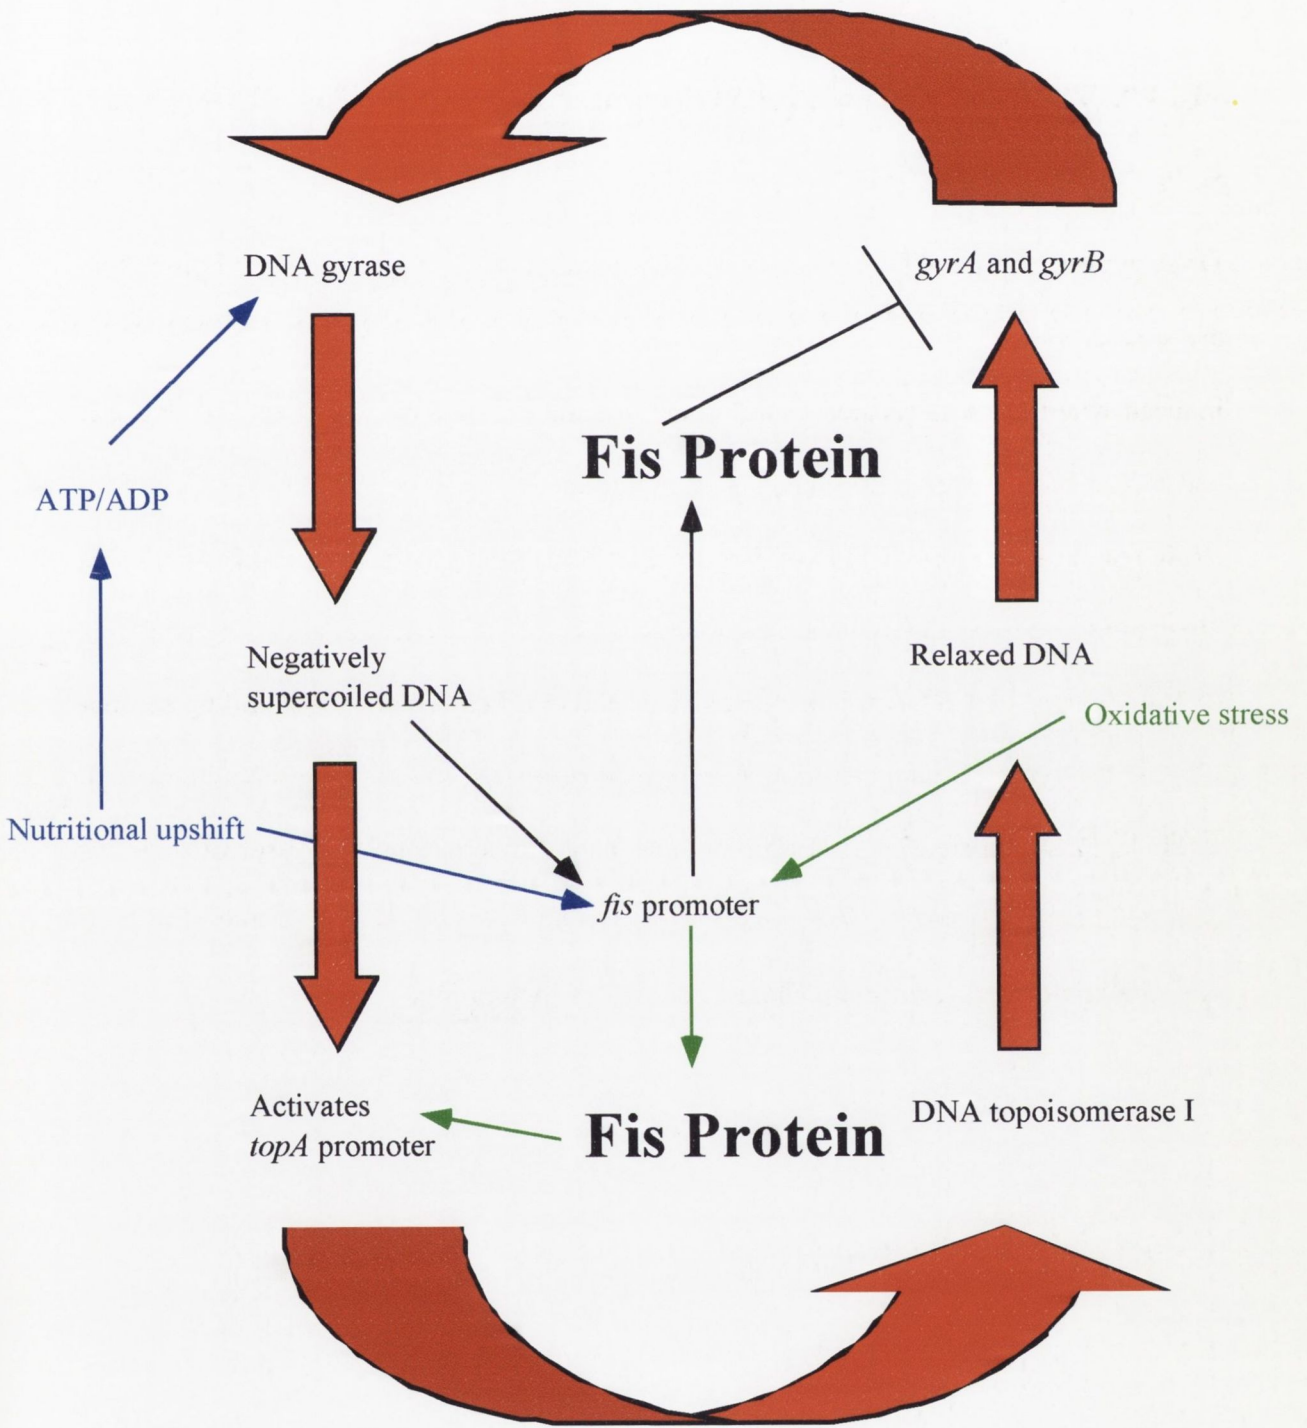 DNA gyrase
gyrA and gyrB
Fis Protein
ATP/ADP
Negatively
supercoiled DNA
Relaxed DNA
Oxidative stress
Nutritional upshift
fis promoter
Activates
topA promoter
Fis Protein
DNA topoisomerase I